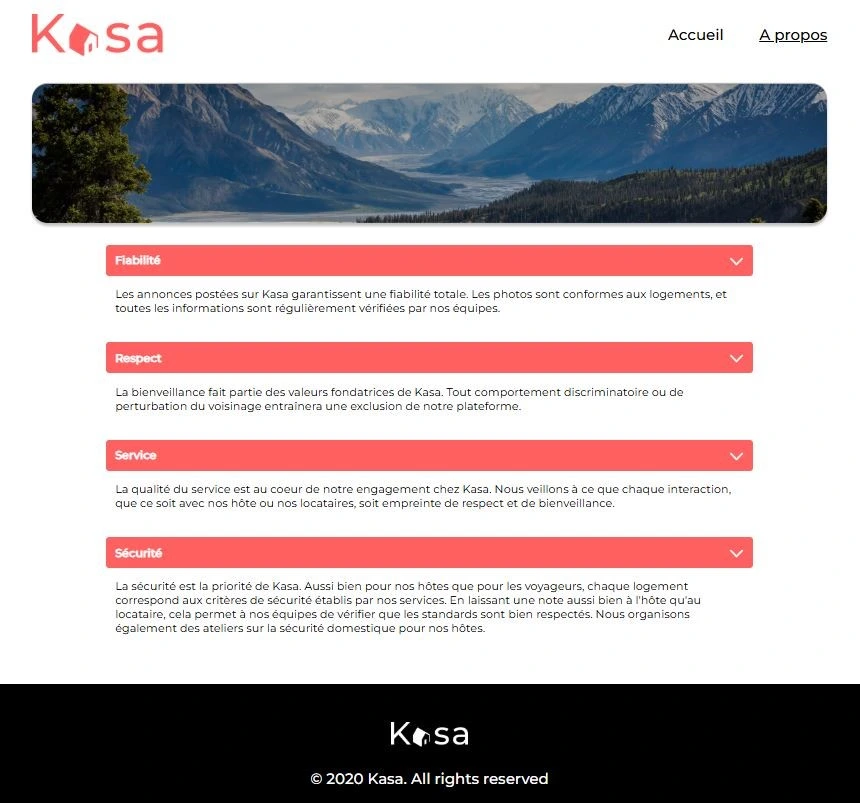 Kasa
Accueil A propos
Fiabilité
Les annonces postées sur Kasa garantissent une fiabilité totale. Les photos sont conformes aux logements, et
toutes les informations sont régulièrement vérifiées par nos équipes.
Respect
La bienveillance fait partie des valeurs fondatrices de Kasa. Tout comportement discriminatoire ou de
perturbation du voisinage entraînera une exclusion de notre plateforme.
Service
La qualité du service est au coeur de notre engagement chez Kasa. Nous veillons à ce que chaque interaction,
que ce soit avec nos hôte ou nos locataires, soit empreinte de respect et de bienveillance.
Sécurité
La sécurité est la priorité de Kasa. Aussi bien pour nos hôtes que pour les voyageurs, chaque logement
correspond aux critères de sécurité établis par nos services. En laissant une note aussi bien à l'hôte qu'au
locataire, cela permet à nos équipes de vérifier que les standards sont bien respectés. Nous organisons
également des ateliers sur la sécurité domestique pour nos hôtes.
Kasa
© 2020 Kasa. All rights reserved